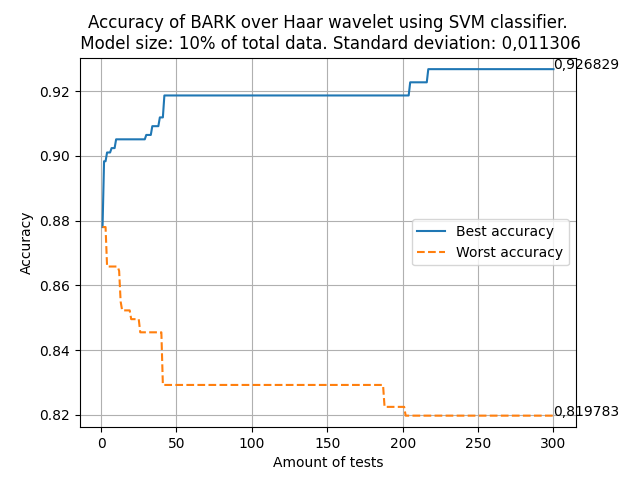 Accuracy of BARK over Haar wavelet using SVM classifier.
Model size: 10% of total data. Standard deviation: 0,011306
0,926829
0.92
0.90
0.88
0.86
0.84
0.82
Accuracy
Best accuracy
Worst accuracy
0,819783
0
50
100
150
200
250
300
Amount of tests